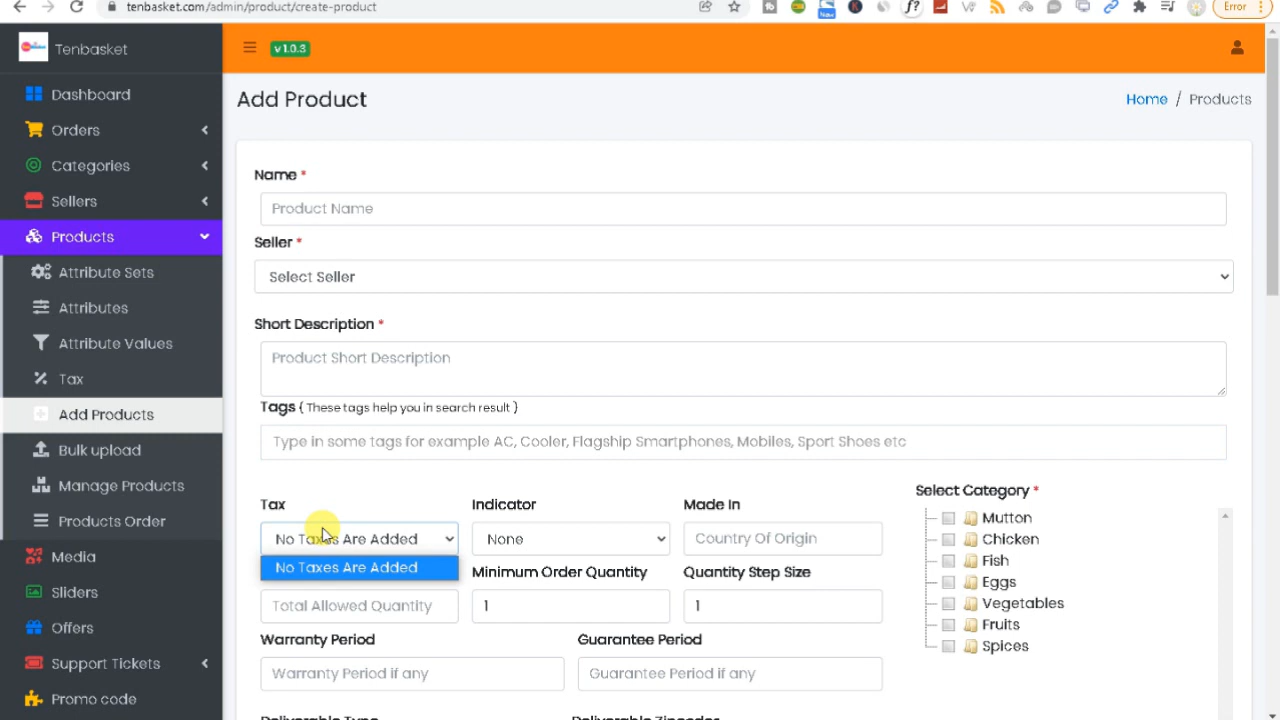 tenbasket.com/admin/product/create-product
New
f?
Error
Tenbasket
v1.0.3
Dashboard
Orders
Categories
Sellers
Products
Attribute Sets
Attributes
Attribute Values
Tax
Add Products
Bulk upload
Manage Products
Products Order
Media
Sliders
Offers
Support Tickets
Promo code
Add Product
Home / Products
Name *
Product Name
Seller *
Select Seller
Short Description *
Product Short Description
Tags ( These tags help you in search result )
Type in some tags for example AC, Cooler, Flagship Smartphones, Mobiles, Sport Shoes etc
Tax
Indicator
Made In
No Taxes Are Added
None
Country Of Origin
No Taxes Are Added
Minimum Order Quantity
Quantity Step Size
Total Allowed Quantity
1
1
Warranty Period
Guarantee Period
Warranty Period if any
Guarantee Period if any
Deliverable Type
Deliverable Zipcodes
Select Category *
Mutton
Chicken
Fish
Eggs
Vegetables
Fruits
Spices